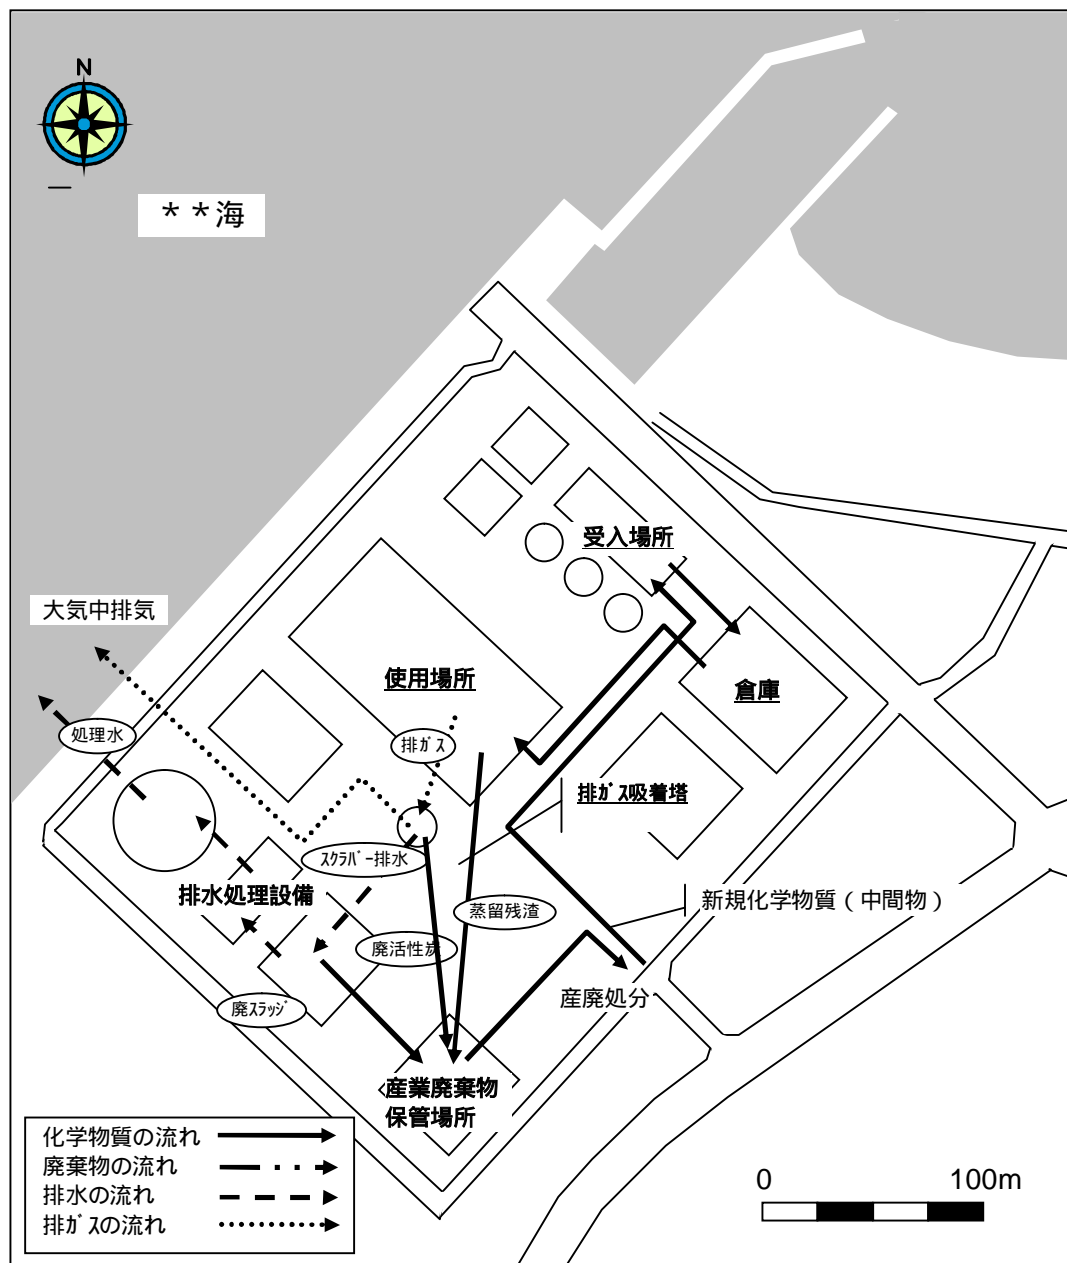 N
＊＊海
受入場所
大気中排気
使用場所
倉庫
処理水
排ガス
排ガス吸着塔
スクラバー排水
排水処理設備
蒸留残渣
新規化学物質（中間物）
廃活性炭
廃スラッジ
産廃処分
産業廃棄物
保管場所
化学物質の流れ
廃棄物の流れ
排水の流れ
排ガスの流れ
0 100m